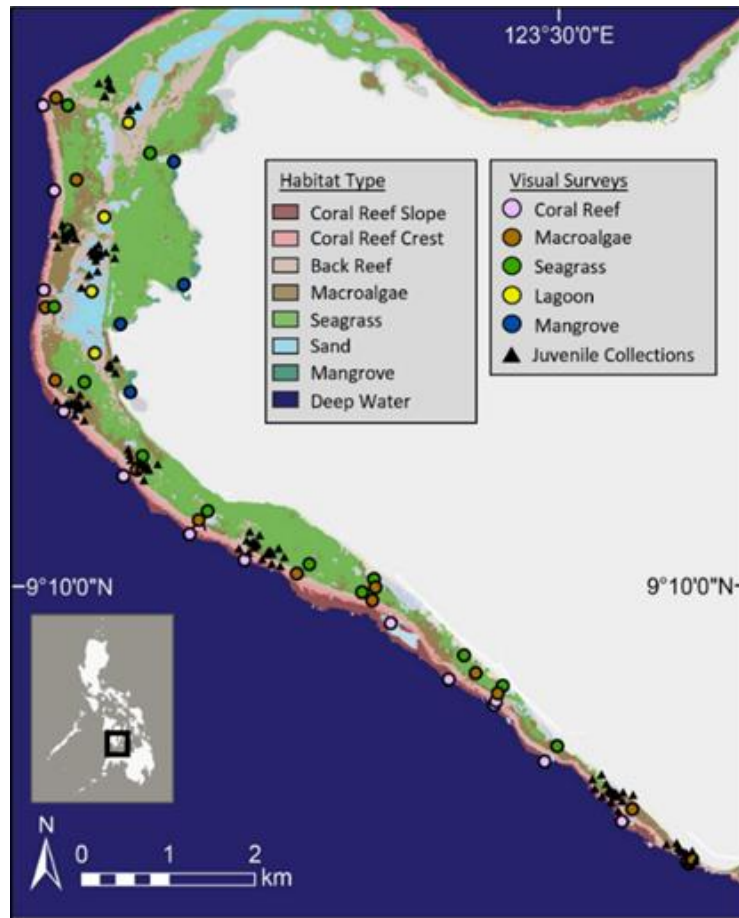 123°30'0"E
Habitat Type
Coral Reef Slope
Coral Reef Crest
Back Reef
Macroalgae
Seagrass
Sand
Mangrove
Deep Water
Visual Surveys
Coral Reef
Macroalgae
Seagrass
Lagoon
Mangrove
Juvenile Collections
9°10'0"N
9°10'0"N
N
0 1 2
km